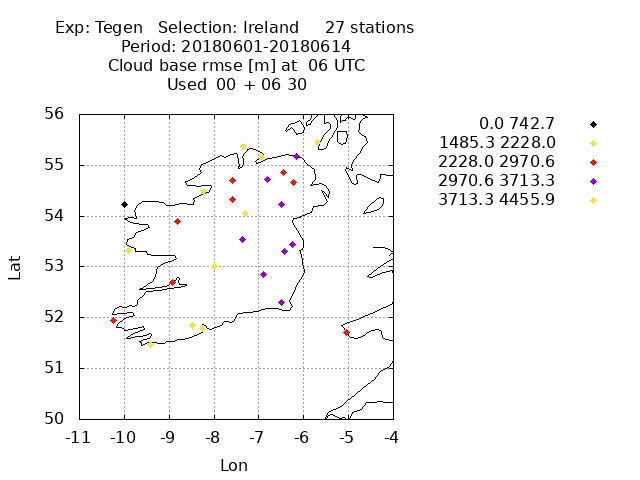 Exp: Tegen   Selection: Ireland     27 stations
Period: 20180601-20180614
Cloud base rmse [m] at  06 UTC
Used  00 + 06 30
0.0 742.7
1485.3 2228.0
2228.0 2970.6
2970.6 3713.3
3713.3 4455.9
56
55
54
53
52
51
50
Lat
-11 -10 -9 -8 -7 -6 -5 -4
Lon